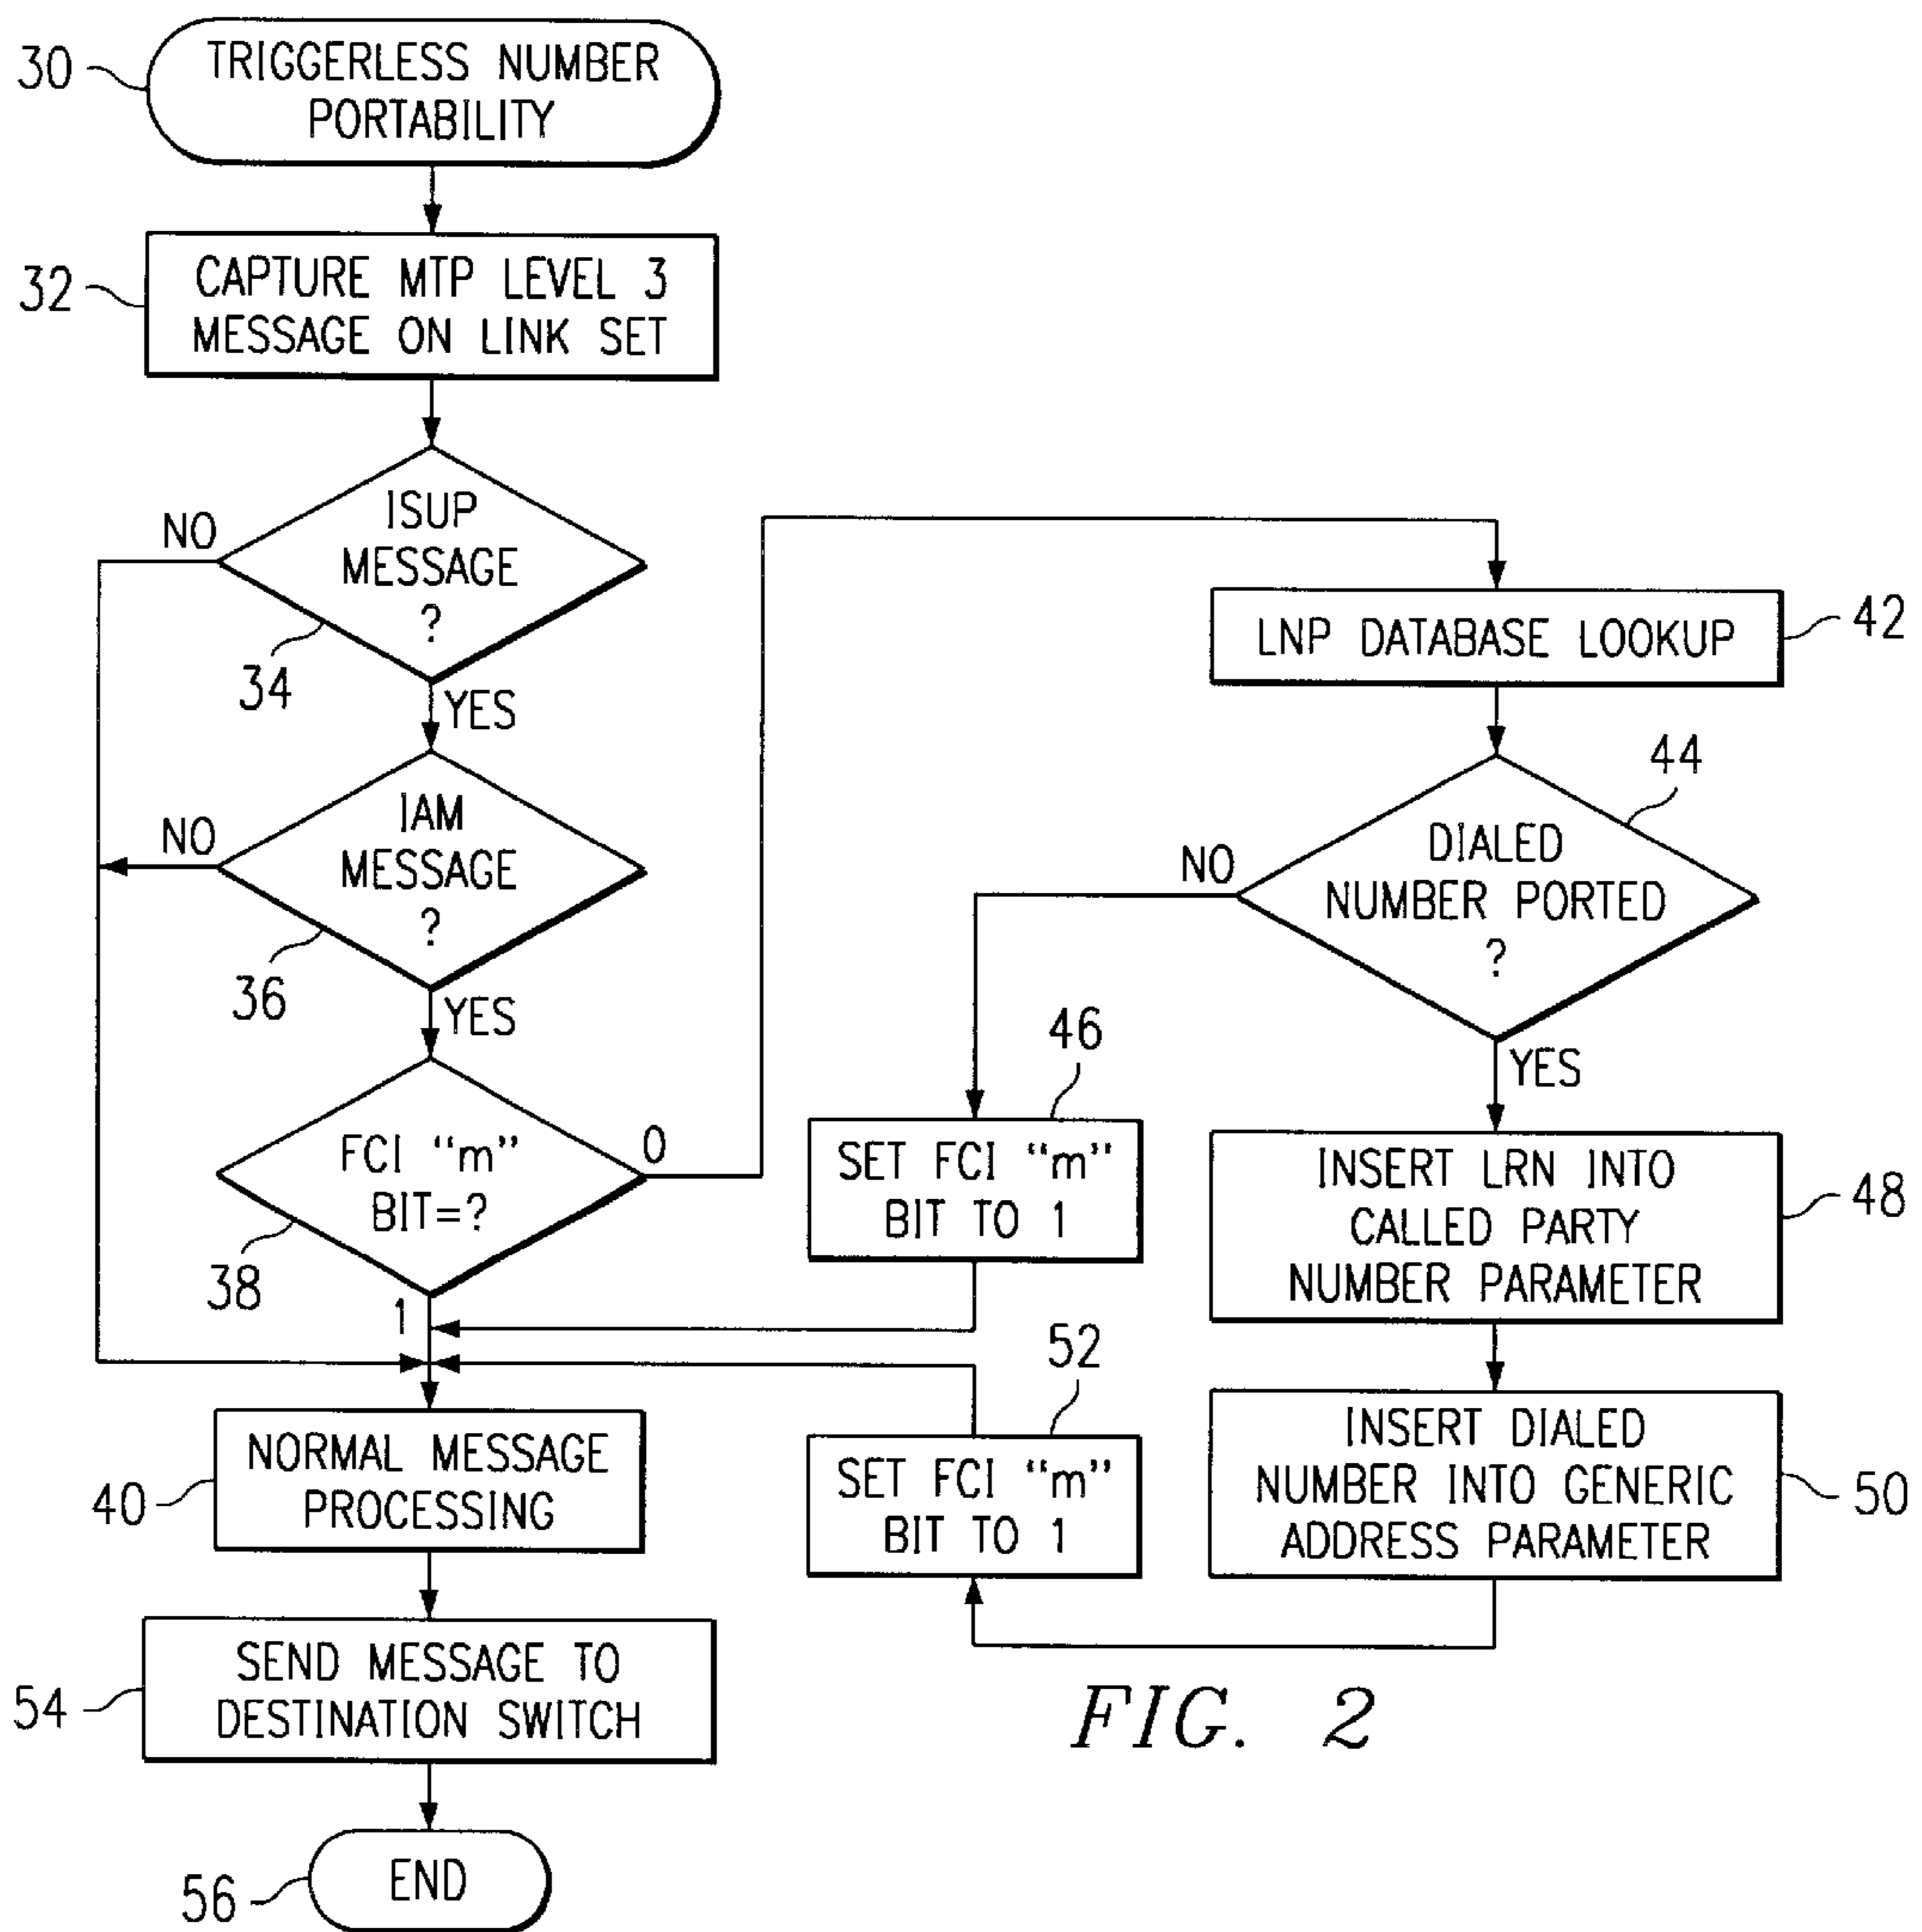 30
TRIGGERLESS NUMBER
PORTABILITY
32
CAPTURE MTP LEVEL 3
MESSAGE ON LINK SET
ISUP
MESSAGE
?
NO
34
YES
IAM
MESSAGE
?
NO
36
YES
FCI "m"
BIT=?
0
38
1
LNP DATABASE LOOKUP
42
44
DIALED
NUMBER PORTED
?
NO
YES
46
SET FCI "m"
BIT TO 1
INSERT LRN INTO
CALLED PARTY
NUMBER PARAMETER
48
INSERT DIALED
NUMBER INTO GENERIC
ADDRESS PARAMETER
50
52
SET FCI "m"
BIT TO 1
40
NORMAL MESSAGE
PROCESSING
54
SEND MESSAGE TO
DESTINATION SWITCH
56
END
FIG. 2